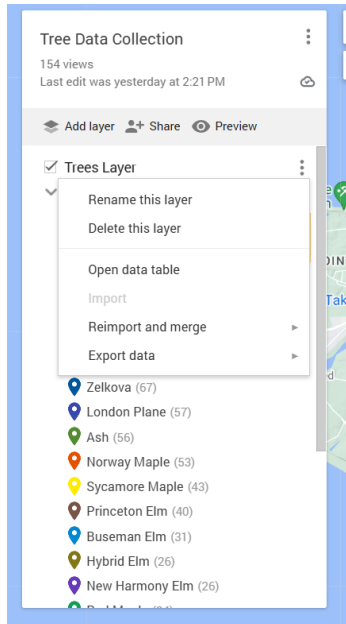 Tree Data Collection
154 views
Last edit was yesterday at 2:21 PM
Add layer Share Preview
Trees Layer
Rename this layer
Delete this layer
Open data table
Import
Reimport and merge
Export data
Zelkova (67)
London Plane (57)
Ash (56)
Norway Maple (53)
Sycamore Maple (43)
Princeton Elm (40)
Buseman Elm (31)
Hybrid Elm (26)
New Harmony Elm (26)
DIN
Tak